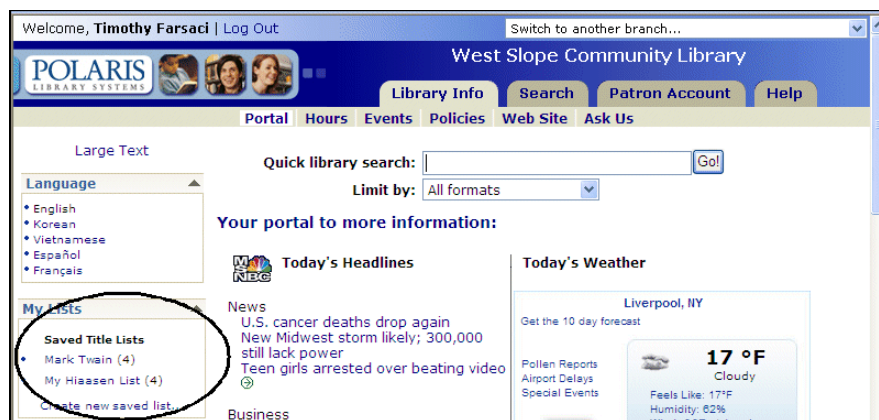 Welcome, Timothy Farsaci | Log Out
Switch to another branch...
POLARIS
LIBRARY SYSTEMS
West Slope Community Library
Library Info Search Patron Account Help
Portal Hours Events Policies Web Site Ask Us
Large Text
Language
English
Korean
Vietnamese
Español
Français
My Lists
Saved Title Lists
Mark Twain (4)
My Hiaasen List (4)
Create new saved list...
Quick library search:
Go!
Limit by: All formats
Your portal to more information:
MSNBC
Today's Headlines
News
U.S. cancer deaths drop again
New Midwest storm likely; 300,000
still lack power
Teen girls arrested over beating video
Business
Today's Weather
Liverpool, NY
Get the 10 day forecast
Pollen Reports
Airport Delays
Special Events
17 °F
Cloudy
Feels Like: 17°F
Humidity: 62%